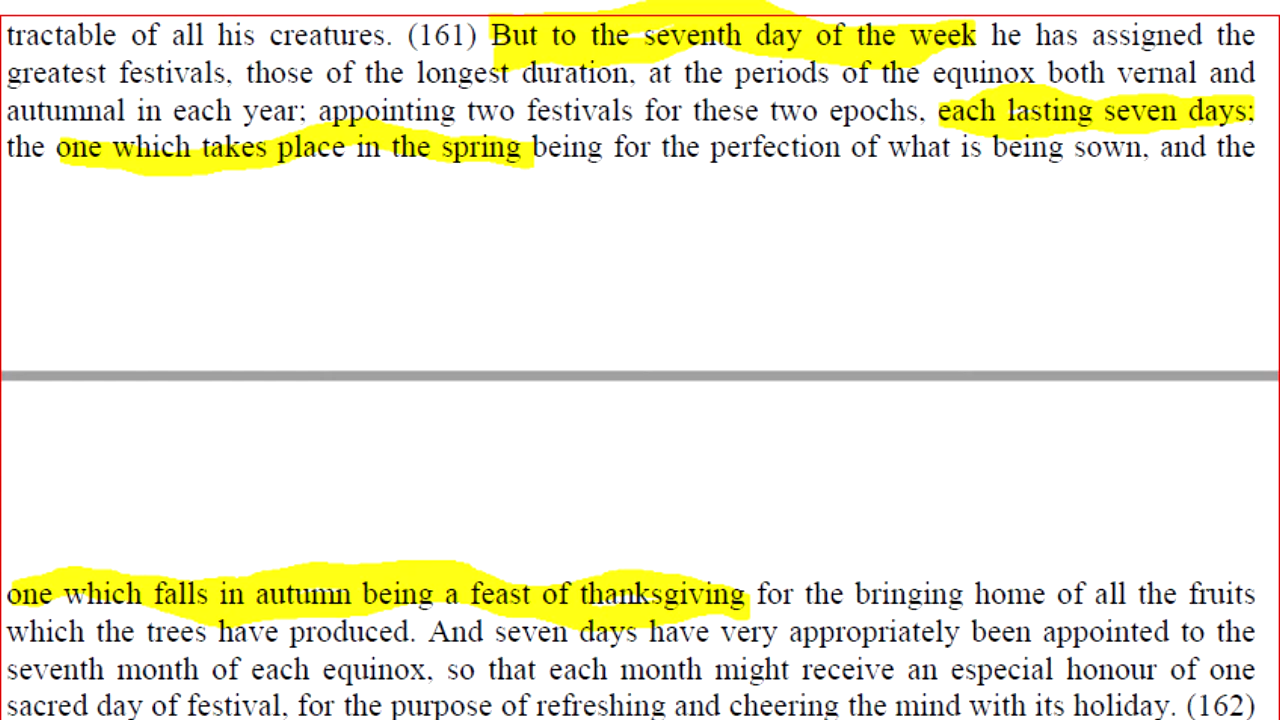 tractable of all his creatures. (161) But to the seventh day of the week he has assigned the
greatest festivals, those of the longest duration, at the periods of the equinox both vernal and
autumnal in each year; appointing two festivals for these two epochs, each lasting seven days;
the one which takes place in the spring being for the perfection of what is being sown, and the
one which falls in autumn being a feast of thanksgiving for the bringing home of all the fruits
which the trees have produced. And seven days have very appropriately been appointed to the
seventh month of each equinox, so that each month might receive an especial honour of one
sacred day of festival, for the purpose of refreshing and cheering the mind with its holiday. (162)